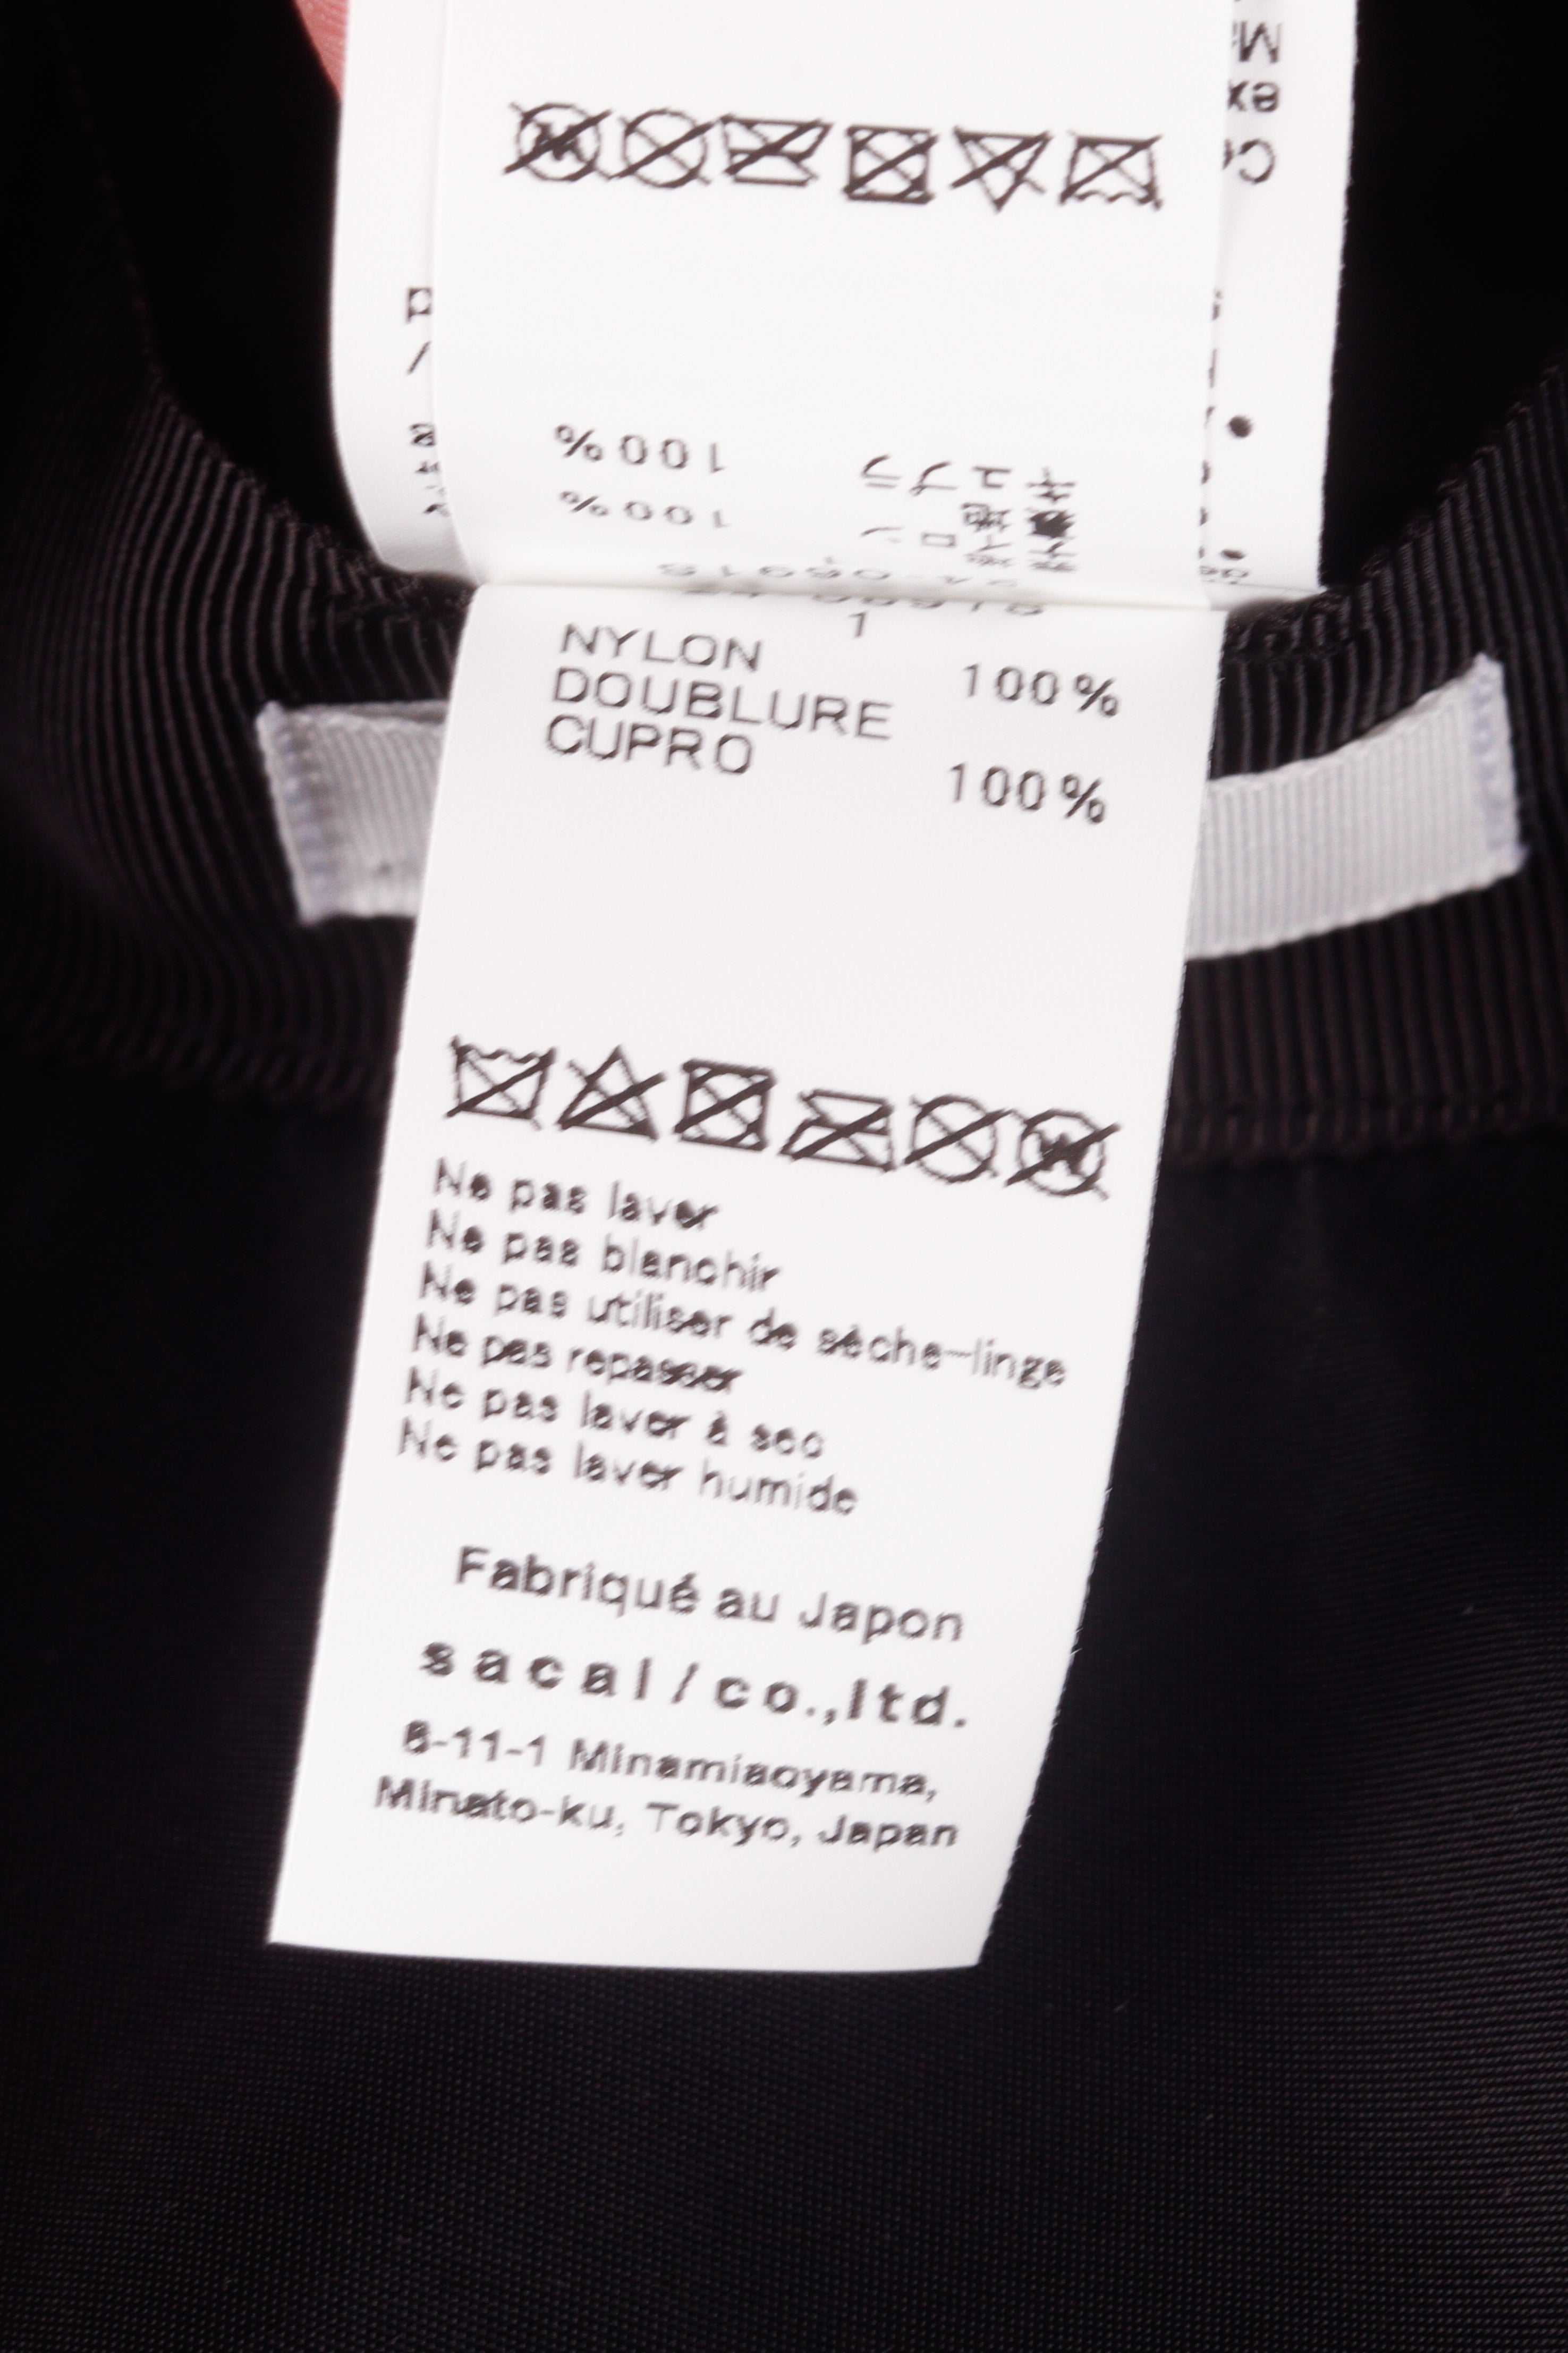 100%
100%
1
NYLON 100%
DOUBLURE
CUPRO 100%
Ne pas laver
Ne pas blanchir
Ne pas utiliser de sèche-linge
Ne pas repasser
Ne pas laver à sec
Ne pas laver humide
Fabriqué au Japon
sacai/co.,ltd.
6-11-1 Minamiaoyama,
Minato-ku, Tokyo, Japan